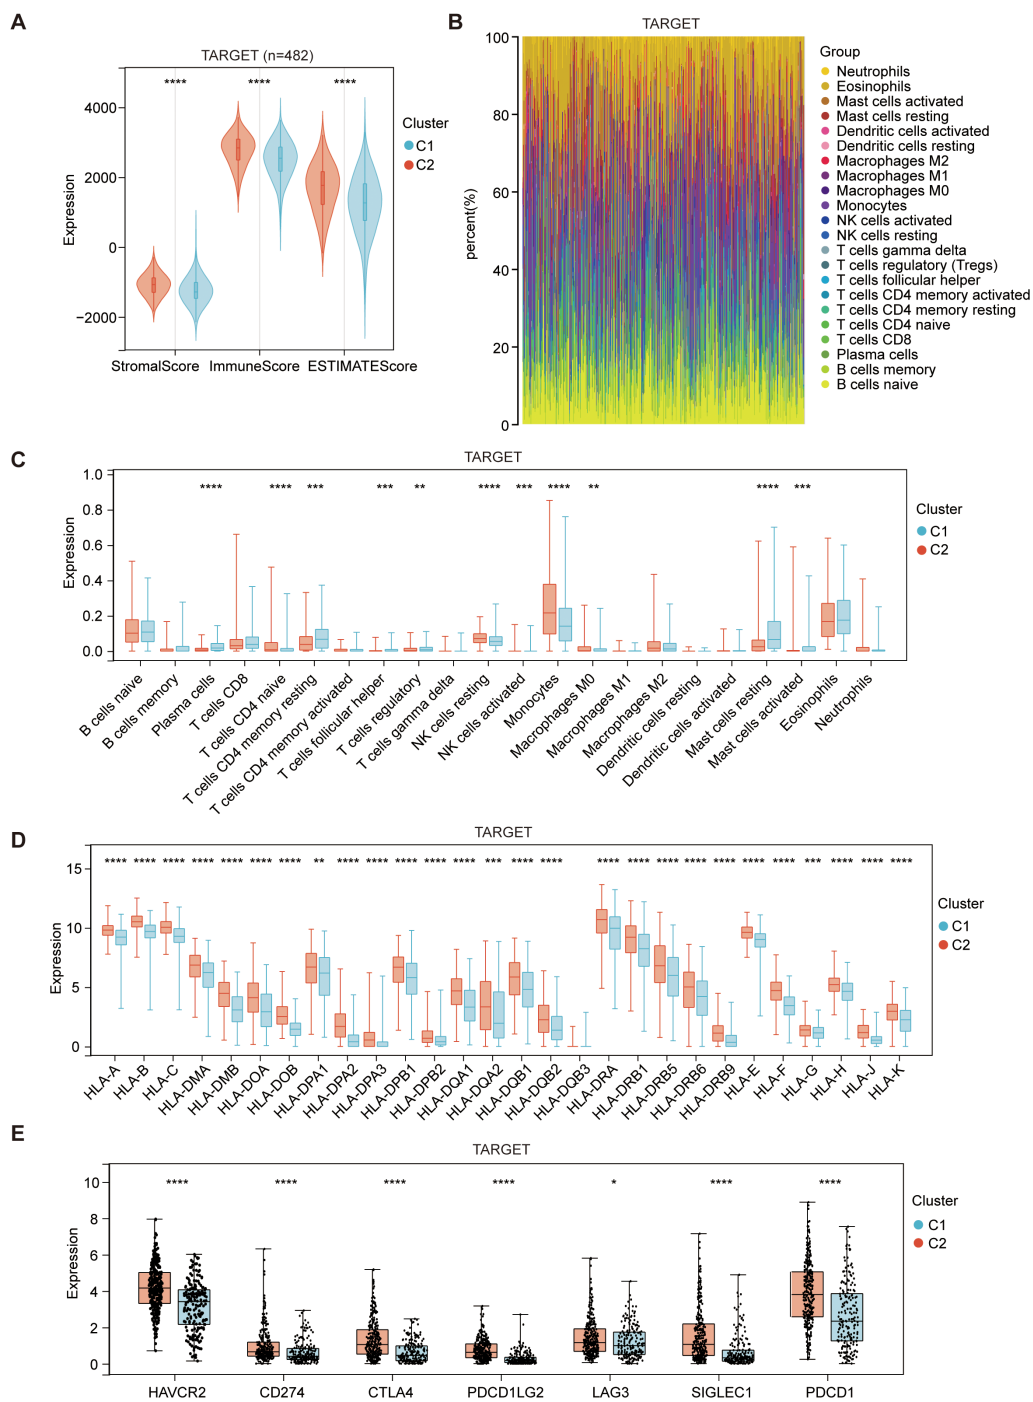 A
TARGET (n=482)
**** **** ****
Expression
4000
2000
0
−2000
StromalScore ImmuneScore ESTIMATEScore
Cluster
C1
C2
B
TARGET
percent(%)
100
80
60
40
20
0
Group
Neutrophils
Eosinophils
Mast cells activated
Mast cells resting
Dendritic cells activated
Dendritic cells resting
Macrophages M2
Macrophages M1
Macrophages M0
Monocytes
NK cells activated
NK cells resting
T cells gamma delta
T cells regulatory (Tregs)
T cells follicular helper
T cells CD4 memory activated
T cells CD4 memory resting
T cells CD4 naive
T cells CD8
Plasma cells
B cells memory
B cells naive
C
TARGET
Expression
1.0
0.8
0.6
0.4
0.2
0.0
**** **** *** *** ** **** *** **** ** **** ***
B cells naive
B cells memory
Plasma cells
T cells CD8
T cells CD4 naive
T cells CD4 memory resting
T cells CD4 memory activated
T cells follicular helper
T cells regulatory
T cells gamma delta
NK cells resting
NK cells activated
Monocytes
Macrophages M0
Macrophages M1
Macrophages M2
Dendritic cells resting
Dendritic cells activated
Mast cells resting
Mast cells activated
Eosinophils
Neutrophils
Cluster
C1
C2
D
TARGET
Expression
15
10
5
0
**** **** **** **** **** **** **** ** **** **** **** **** **** *** **** **** **** **** **** **** **** **** **** *** **** **** ****
HLA-A
HLA-B
HLA-C
HLA-DMA
HLA-DMB
HLA-DOA
HLA-DOB
HLA-DPA1
HLA-DPA2
HLA-DPA3
HLA-DPB1
HLA-DPB2
HLA-DQA1
HLA-DQA2
HLA-DQB1
HLA-DQB2
HLA-DQB3
HLA-DRA
HLA-DRB1
HLA-DRB5
HLA-DRB6
HLA-DRB9
HLA-E
HLA-F
HLA-G
HLA-H
HLA-J
HLA-K
Cluster
C1
C2
E
TARGET
Expression
10
8
6
4
2
0
**** **** **** **** * **** ****
HAVCR2 CD274 CTLA4 PDCD1LG2 LAG3 SIGLEC1 PDCD1
Cluster
C1
C2